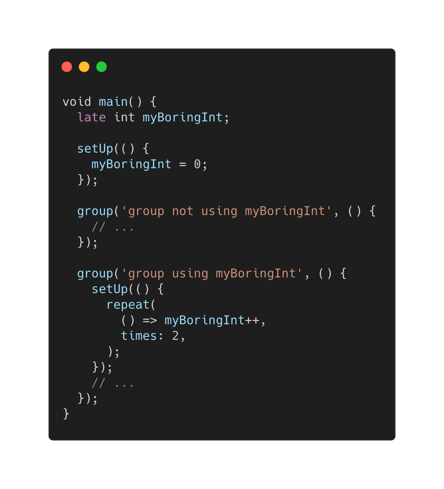 void main() {
  late int myBoringInt;

  setUp(() {
    myBoringInt = 0;
  });

  group('group not using myBoringInt', () {
    // ...
  });

  group('group using myBoringInt', () {
    setUp(() {
      repeat(
        () => myBoringInt++,
        times: 2,
      );
    });
    // ...
  });
}